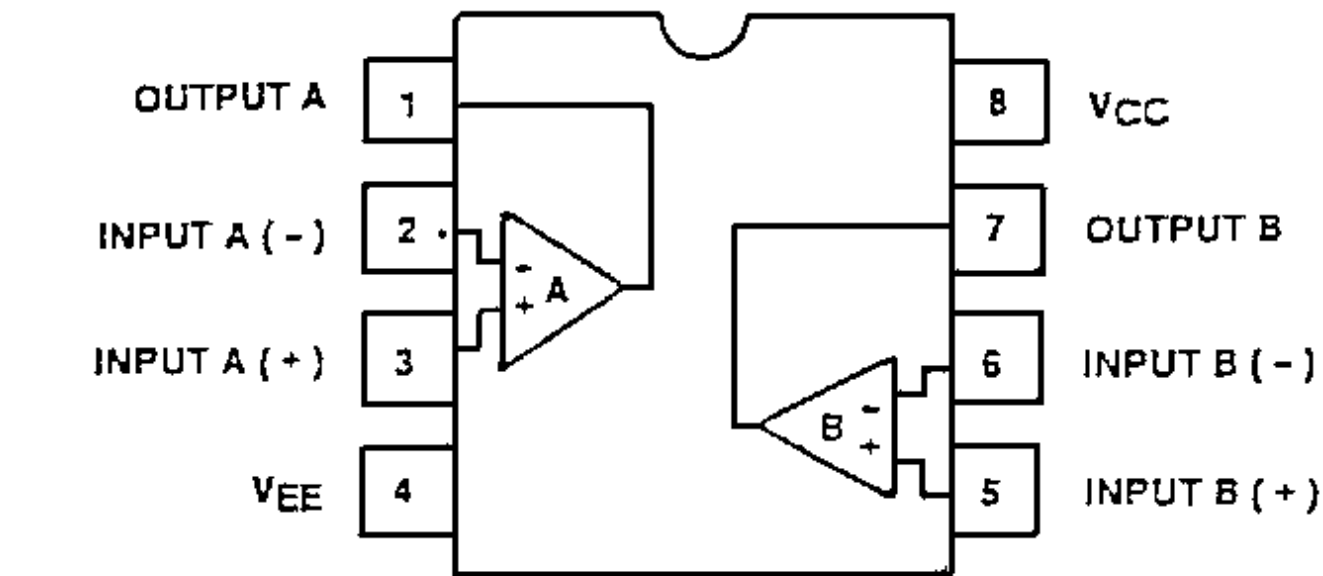 OUTPUT A 1
8 VCC
INPUT A ( - ) 2
7 OUTPUT B
- A +
INPUT A ( + ) 3
6 INPUT B ( - )
B - +
VEE 4
5 INPUT B ( + )